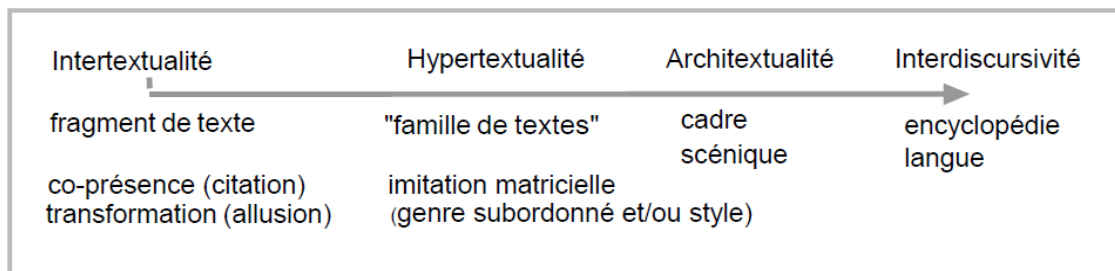 Intertextualité Hypertextualité Architextualité Interdiscursivité
fragment de texte "famille de textes" cadre encyclopédie
scénique langue
co-présence (citation) imitation matricielle
transformation (allusion) (genre subordonné et/ou style)